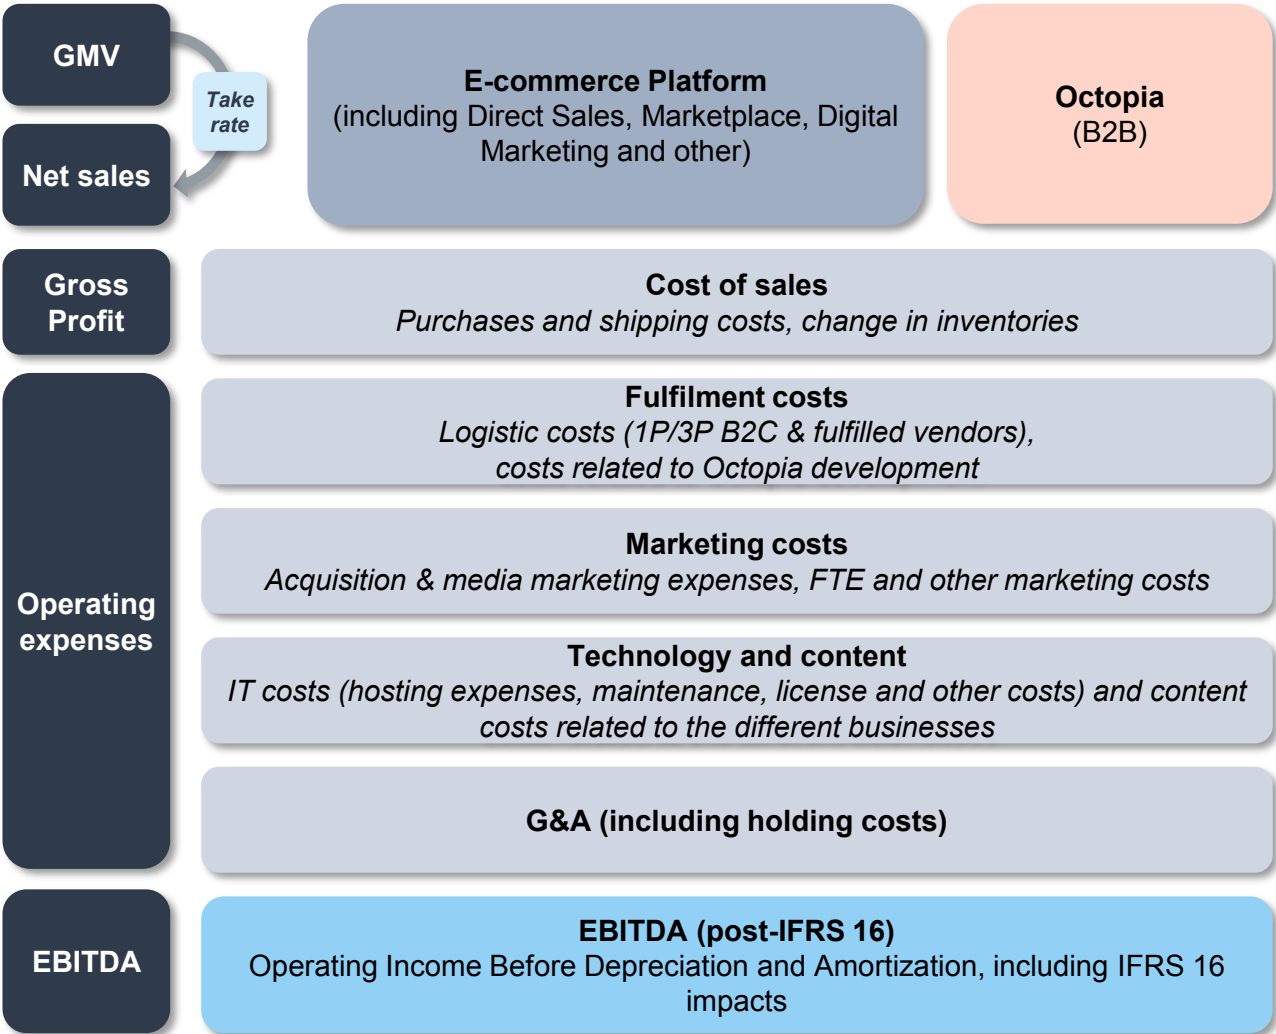 GMV
Take
rate
Net sales
E-commerce Platform
(including Direct Sales, Marketplace, Digital
Marketing and other)
Octopia
(B2B)
Gross
Profit
Cost of sales
Purchases and shipping costs, change in inventories
Operating
expenses
Fulfilment costs
Logistic costs (1P/3P B2C & fulfilled vendors),
costs related to Octopia development
Marketing costs
Acquisition & media marketing expenses, FTE and other marketing costs
Technology and content
IT costs (hosting expenses, maintenance, license and other costs) and content
costs related to the different businesses
G&A (including holding costs)
EBITDA
EBITDA (post-IFRS 16)
Operating Income Before Depreciation and Amortization, including IFRS 16
impacts